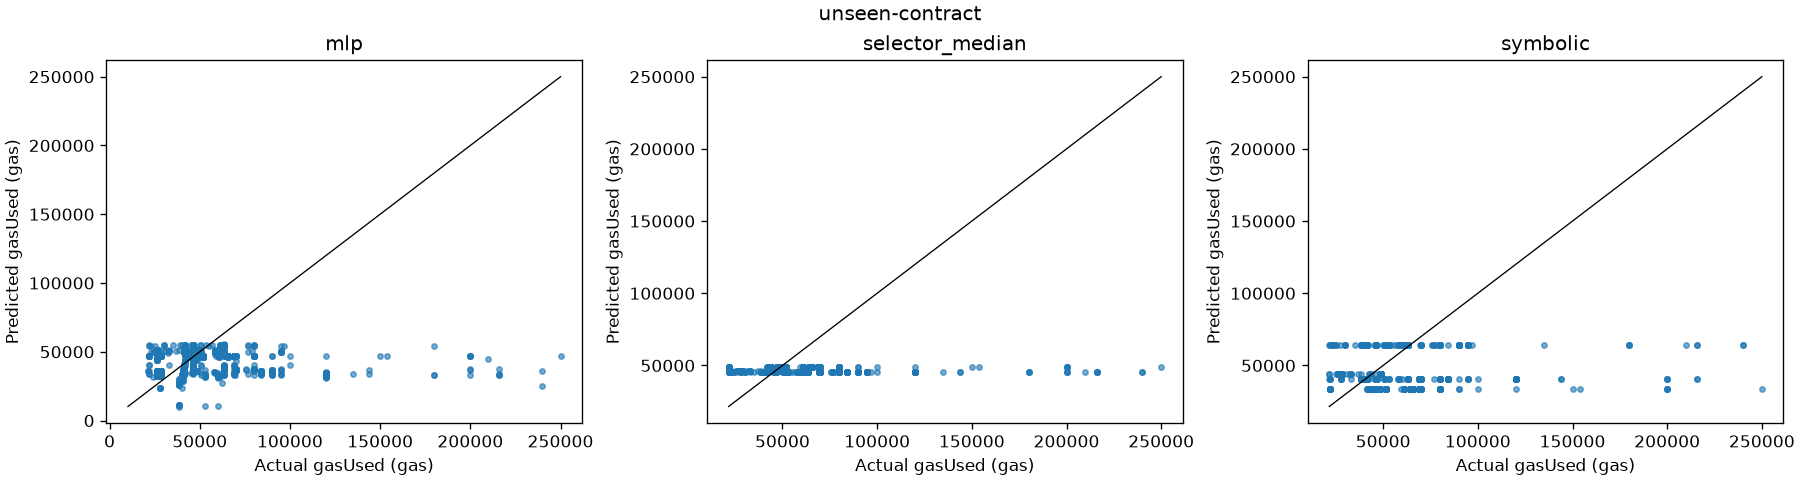 unseen-contract
mlp
Predicted gasUsed (gas)
250000
200000
150000
100000
50000
0
0 50000 100000 150000 200000 250000
Actual gasUsed (gas)
selector_median
Predicted gasUsed (gas)
250000
200000
150000
100000
50000
50000 100000 150000 200000 250000
Actual gasUsed (gas)
symbolic
Predicted gasUsed (gas)
250000
200000
150000
100000
50000
50000 100000 150000 200000 250000
Actual gasUsed (gas)